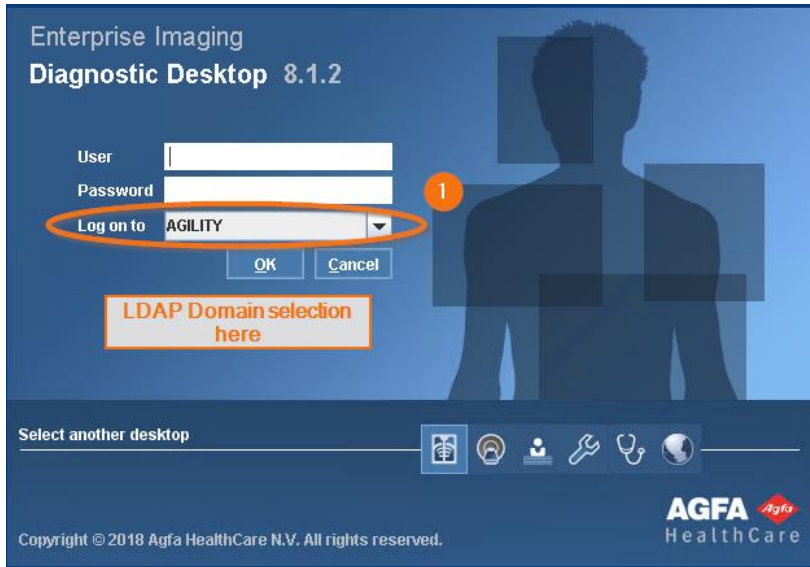 Enterprise Imaging
Diagnostic Desktop 8.1.2
User
Password
1
Log on to AGILITY
OK Cancel
LDAP Domain selection
here
Select another desktop
AGFA Agfa
HealthCare
Copyright © 2018 Agfa HealthCare N.V. All rights reserved.